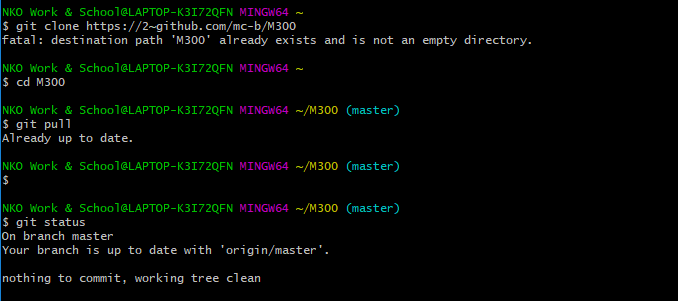 NKO Work & School@LAPTOP-K3I72QFN MINGW64 ~
$ git clone https://2~github.com/mc-b/M300
fatal: destination path 'M300' already exists and is not an empty directory.
NKO Work & School@LAPTOP-K3I72QFN MINGW64 ~
$ cd M300
NKO Work & School@LAPTOP-K3I72QFN MINGW64 ~/M300 (master)
$ git pull
Already up to date.
NKO Work & School@LAPTOP-K3I72QFN MINGW64 ~/M300 (master)
$
NKO Work & School@LAPTOP-K3I72QFN MINGW64 ~/M300 (master)
$ git status
On branch master
Your branch is up to date with 'origin/master'.
nothing to commit, working tree clean